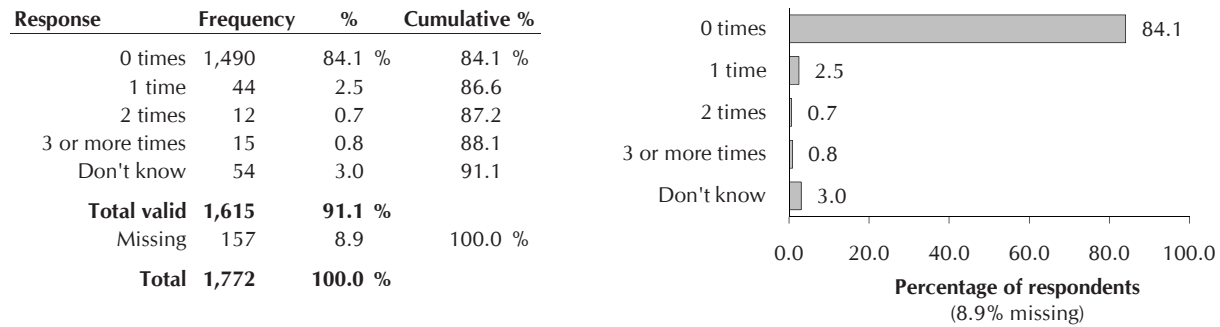 Response Frequency % Cumulative %
0 times 1,490 84.1 % 84.1 %
1 time 44 2.5 86.6
2 times 12 0.7 87.2
3 or more times 15 0.8 88.1
Don't know 54 3.0 91.1
Total valid 1,615 91.1 %
Missing 157 8.9 100.0 %
Total 1,772 100.0 %
0 times 84.1
1 time 2.5
2 times 0.7
3 or more times 0.8
Don't know 3.0
0.0 20.0 40.0 60.0 80.0 100.0
Percentage of respondents
(8.9% missing)